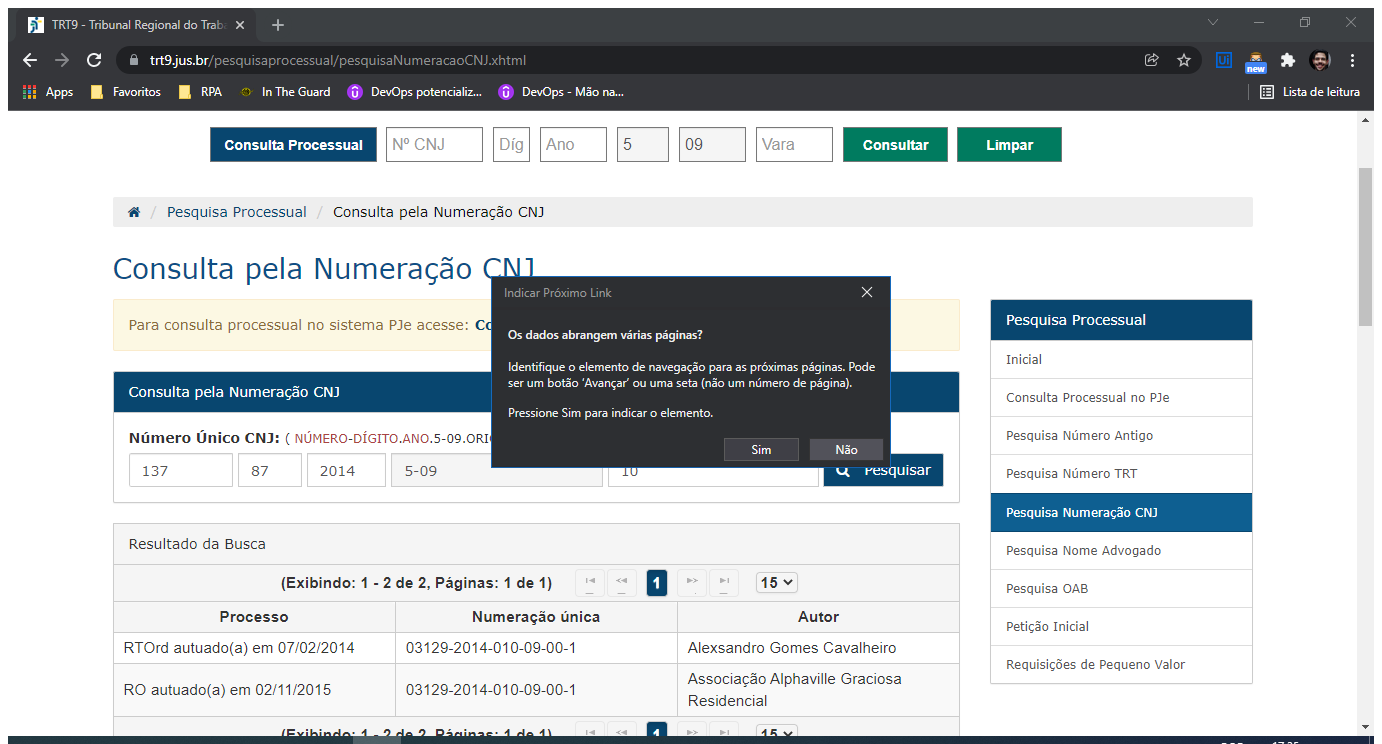 TRT9 - Tribunal Regional do Trab
trt9.jus.br/pesquisaprocessual/pesquisaNumeracaoCNJ.xhtml
new
Apps
Favoritos
RPA
In The Guard
DevOps potencializ...
DevOps - Mão na...
Lista de leitura
Consulta Processual
Nº CNJ
Díg
Ano
5
09
Vara
Consultar
Limpar
/ Pesquisa Processual / Consulta pela Numeração CNJ
Consulta pela Numeração CNJ
Para consulta processual no sistema PJe acesse:
Indicar Próximo Link
Os dados abrangem várias páginas?
Identifique o elemento de navegação para as próximas páginas. Pode
ser um botão 'Avançar' ou uma seta (não um número de página).
Pressione Sim para indicar o elemento.
Sim
Não
Consulta pela Numeração CNJ
Número Único CNJ: ( NÚMERO-DÍGITO.ANO.5-09.ORI
137
87
2014
5-09
10
Pesquisar
Pesquisa Processual
Inicial
Consulta Processual no PJe
Pesquisa Número Antigo
Pesquisa Número TRT
Pesquisa Numeração CNJ
Pesquisa Nome Advogado
Pesquisa OAB
Petição Inicial
Requisições de Pequeno Valor
Resultado da Busca
(Exibindo: 1 - 2 de 2, Páginas: 1 de 1) 1 15
Processo Numeração única Autor
RTOrd autuado(a) em 07/02/2014 03129-2014-010-09-00-1 Alexsandro Gomes Cavalheiro
RO autuado(a) em 02/11/2015 03129-2014-010-09-00-1 Associação Alphaville Graciosa
Residencial
(Exibindo: 1 - 2 de 2, Páginas: 1 de 1) 1 15